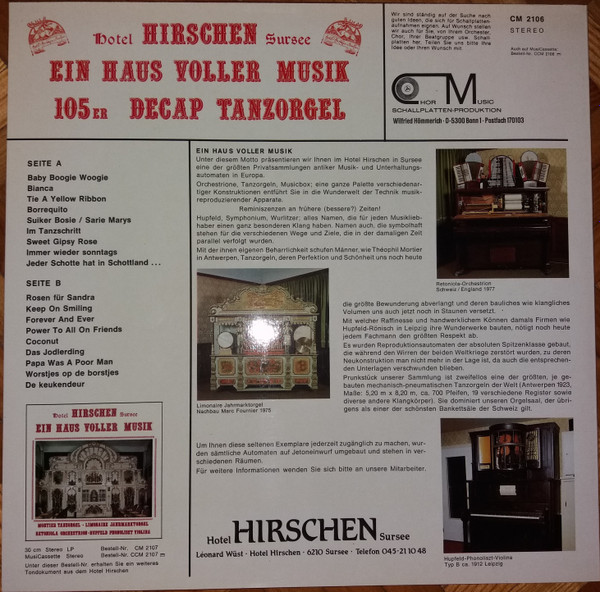 Hotel HIRSCHEN Sursee
EIN HAUS VOLLER MUSIK
105ER DECAP TANZORGEL
Wir sind ständig auf der Suche nach
guten Ideen, die sich für Schallplatten-
aufnahmen eignen. Auf Wunsch stellen
wir auch für Sie, von Ihrem Orchester,
Chor, Ihrer Beatgruppe usw. Schall-
platten her. Teilen Sie uns bitte Ihre
Idee oder Ihren Wunsch mit.
CM 2106
STEREO
Auch auf MusiCassette:
Bestell-Nr. CCM 2106 m
CHOR MUSIC
SCHALLPLATTEN-PRODUKTION
Wilfried Hömmerich · D-5300 Bonn 1 · Postfach 170103
SEITE A
Baby Boogie Woogie
Bianca
Tie A Yellow Ribbon
Borrequito
Suiker Bosie / Sarie Marys
Im Tanzschritt
Sweet Gipsy Rose
Immer wieder sonntags
Jeder Schotte hat in Schottland ...
SEITE B
Rosen für Sandra
Keep On Smiling
Forever And Ever
Power To All On Friends
Coconut
Das Jodlerding
Papa Was A Poor Man
Worstjes op de borstjes
De keukendeur
EIN HAUS VOLLER MUSIK
Unter diesem Motto präsentieren wir Ihnen im Hotel Hirschen in Sursee
eine der größten Privatsammlungen antiker Musik- und Unterhaltungs-
automaten in Europa.
Orchestrione, Tanzorgeln, Musicbox; eine ganze Palette verschiedenar-
tiger Konstruktionen entführt Sie in die Wunderwelt der Technik musik-
reproduzierender Apparate.
Reminiszenzen an frühere (bessere?) Zeiten!
Hupfeld, Symphonium, Wurlitzer; alles Namen, die für jeden Musiklieb-
haber einen ganz besonderen Klang haben. Namen auch, die symbolhaft
stehen für die verschiedenen Wege und Ziele, die in der damaligen Zeit
parallel verfolgt wurden.
Mit der ihnen eigenen Beharrlichkeit schufen Männer, wie Théophil Mortier
in Antwerpen, Tanzorgeln, deren Perfektion und Schönheit uns noch heute
Retoniola-Orchestrion
Schweiz / England 1977
Limonaire Jahrmarktorgel
Nachbau Marc Fournier 1975
die größte Bewunderung abverlangt und deren bauliches wie klangliches
Volumen uns auch jetzt noch in Staunen versetzt.
Mit welcher Raffinesse und handwerklichem Können damals Firmen wie
Hupfeld-Rönisch in Leipzig ihre Wunderwerke bauten, nötigt noch heute
jedem Fachmann den größten Respekt ab.
Es wurden Reproduktionsautomaten der absoluten Spitzenklasse gebaut,
die während den Wirren der beiden Weltkriege zerstört wurden, zu deren
Neukonstruktion man nicht mehr in der Lage ist, da auch die entsprechen-
den Unterlagen verschwunden blieben.
Prunkstück unserer Sammlung ist zweifellos eine der größten, je ge-
bauten mechanisch-pneumatischen Tanzorgeln der Welt (Antwerpen 1923,
Maße: 5,20 m x 8,20 m, ca. 700 Pfeifen, 19 verschiedene Register sowie
diverse andere Klangkörper). Sie dominiert unseren Orgelsaal, der übri-
gens als einer der schönsten Bankettsäle der Schweiz gilt.
Um Ihnen diese seltenen Exemplare jederzeit zugänglich zu machen, wur-
den sämtliche Automaten auf Jetoneinwurf umgebaut und stehen in ver-
schiedenen Räumen.
Für weitere Informationen wenden Sie sich bitte an unsere Mitarbeiter.
Hotel HIRSCHEN Sursee
EIN HAUS VOLLER MUSIK
MORTIER TANZORGEL · LIMONAIRE JAHRMARKTORGEL
RETONIOLA ORCHESTRION · HUPFELD PHONOLISZT VIOLINA
30 cm Stereo LP Bestell-Nr. CM 2107
MusiCassette Stereo Bestell-Nr. CCM 2107 m
Unter dieser Bestell-Nr. erhalten Sie ein weiteres
Tondokument aus dem Hotel Hirschen
Hotel HIRSCHEN Sursee
Léonard Wüst · Hotel Hirschen · 6210 Sursee · Telefon 045-21 10 48
Hupfeld-Phonoliszt-Violina
Typ B ca. 1912 Leipzig